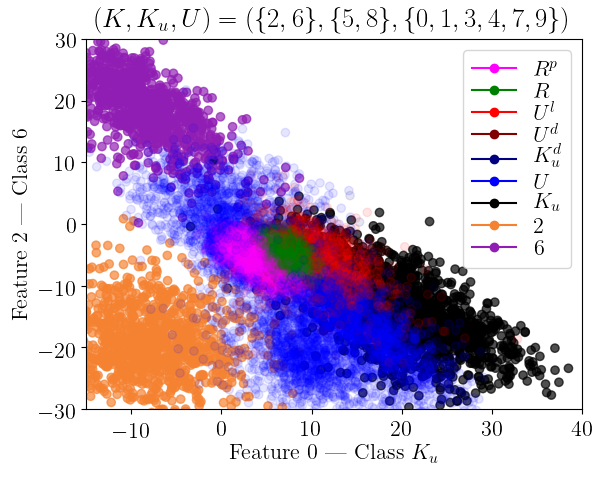 (K, K_u, U) = ({2, 6}, {5, 8}, {0, 1, 3, 4, 7, 9})
30
20
10
0
−10
−20
−30
Feature 2 — Class 6
R^p
R
U^l
U^d
K_u^d
U
K_u
2
6
−10
0
10
20
30
40
Feature 0 — Class K_u